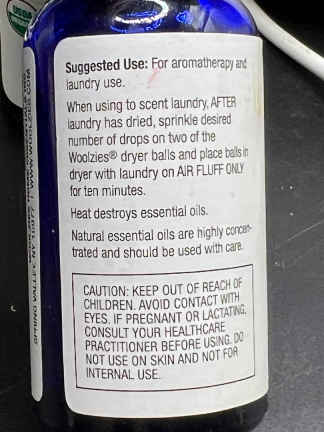 Suggested Use: For aromatherapy and
laundry use.
When using to scent laundry, AFTER
laundry has dried, sprinkle desired
number of drops on two of the
Woolzies® dryer balls and place balls in
dryer with laundry on AIR FLUFF ONLY
for ten minutes.
Heat destroys essential oils.
Natural essential oils are highly concen-
trated and should be used with care.
CAUTION: KEEP OUT OF REACH OF
CHILDREN. AVOID CONTACT WITH
EYES. IF PREGNANT OR LACTATING,
CONSULT YOUR HEALTHCARE
PRACTITIONER BEFORE USING. DO
NOT USE ON SKIN AND NOT FOR
INTERNAL USE.